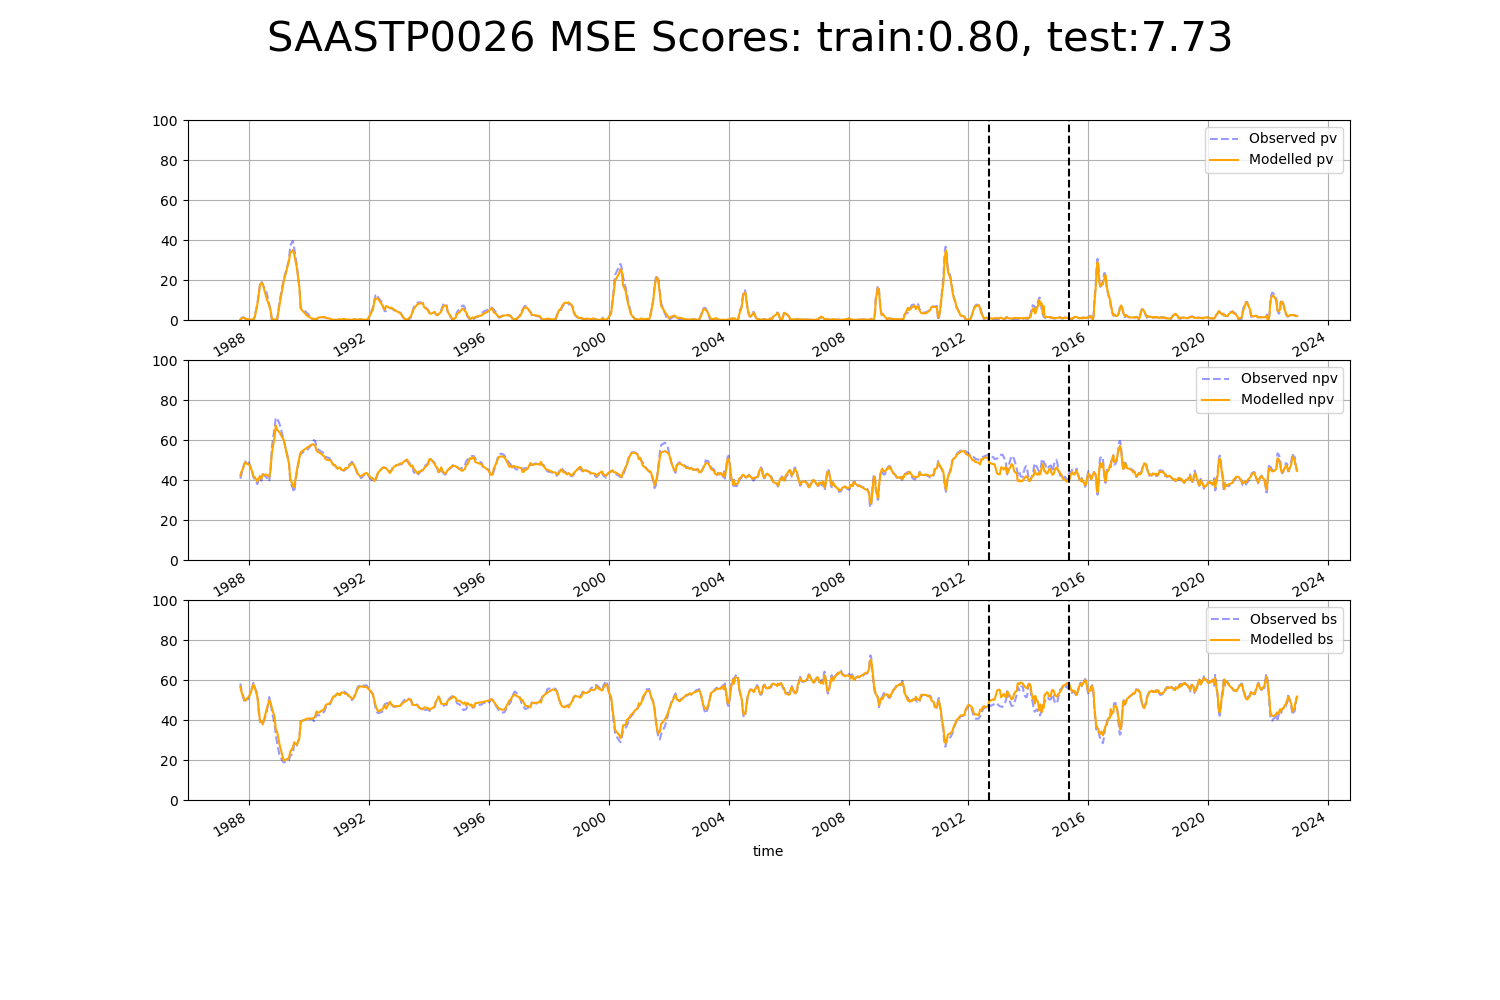 SAASTP0026 MSE Scores: train:0.80, test:7.73
100
80
60
40
20
0
Observed pv
Modelled pv
1988 1992 1996 2000 2004 2008 2012 2016 2020 2024
100
80
60
40
20
0
Observed npv
Modelled npv
1988 1992 1996 2000 2004 2008 2012 2016 2020 2024
100
80
60
40
20
0
Observed bs
Modelled bs
1988 1992 1996 2000 2004 2008 2012 2016 2020 2024
time